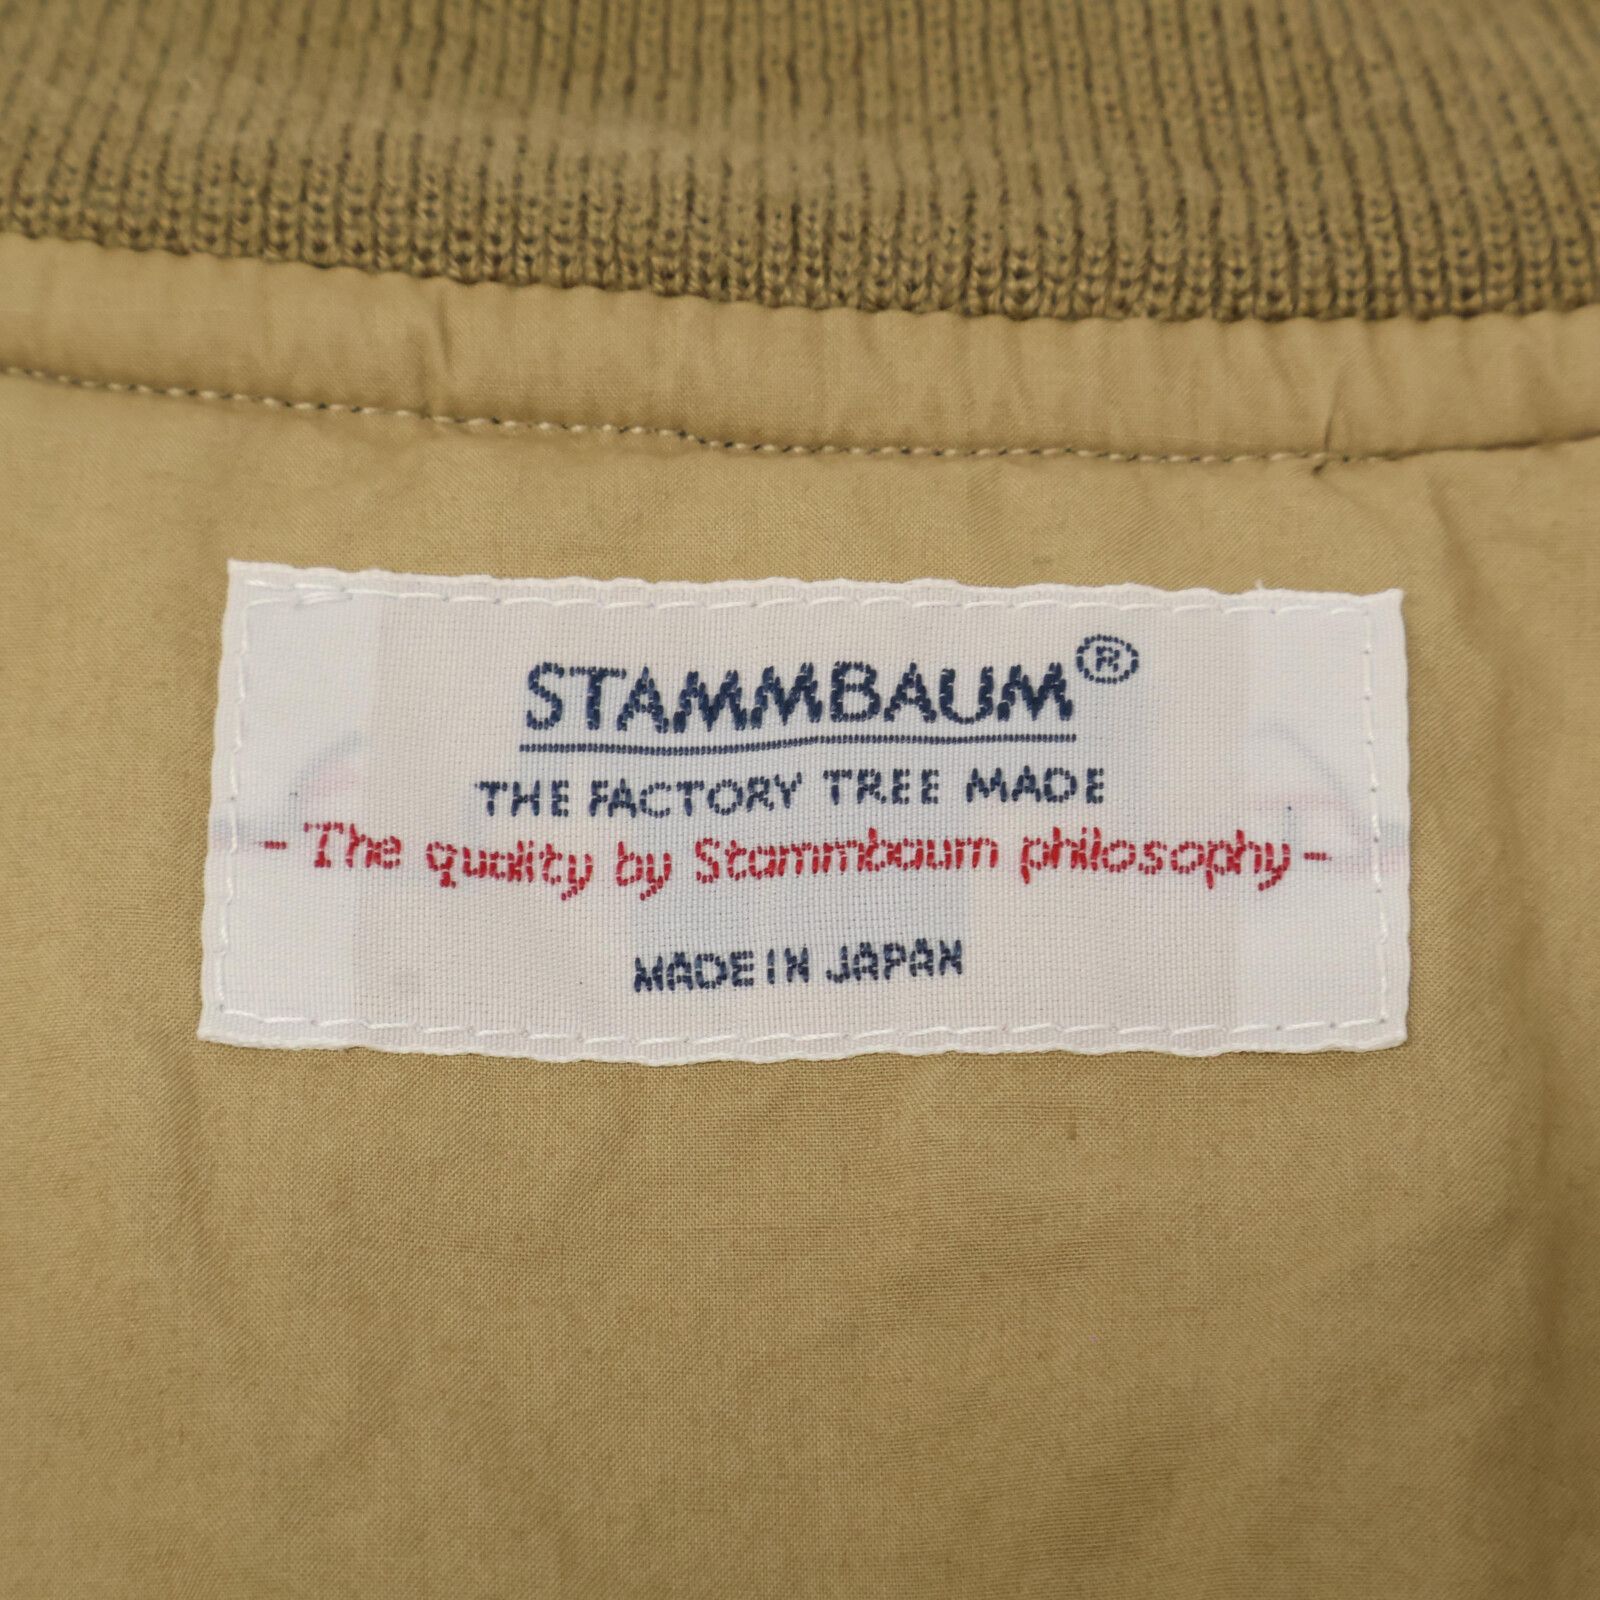 STAMMBAUM®
THE FACTORY TREE MADE
-The quality by Stammbaum philosophy-
MADE IN JAPAN